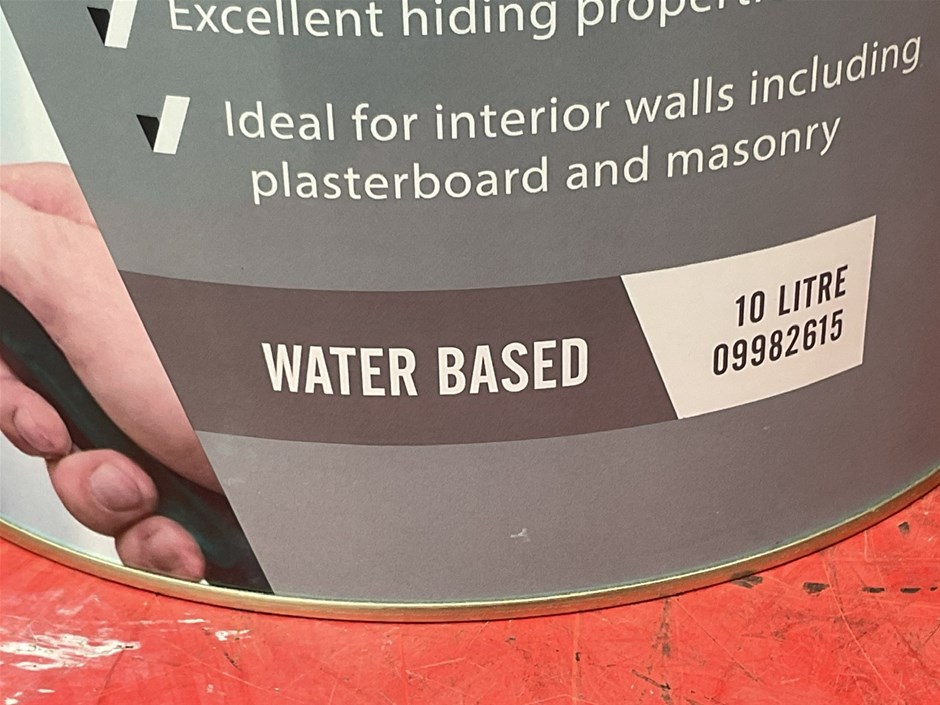 Excellent hiding
Ideal for interior walls including
plasterboard and masonry
WATER BASED
10 LITRE
09982615